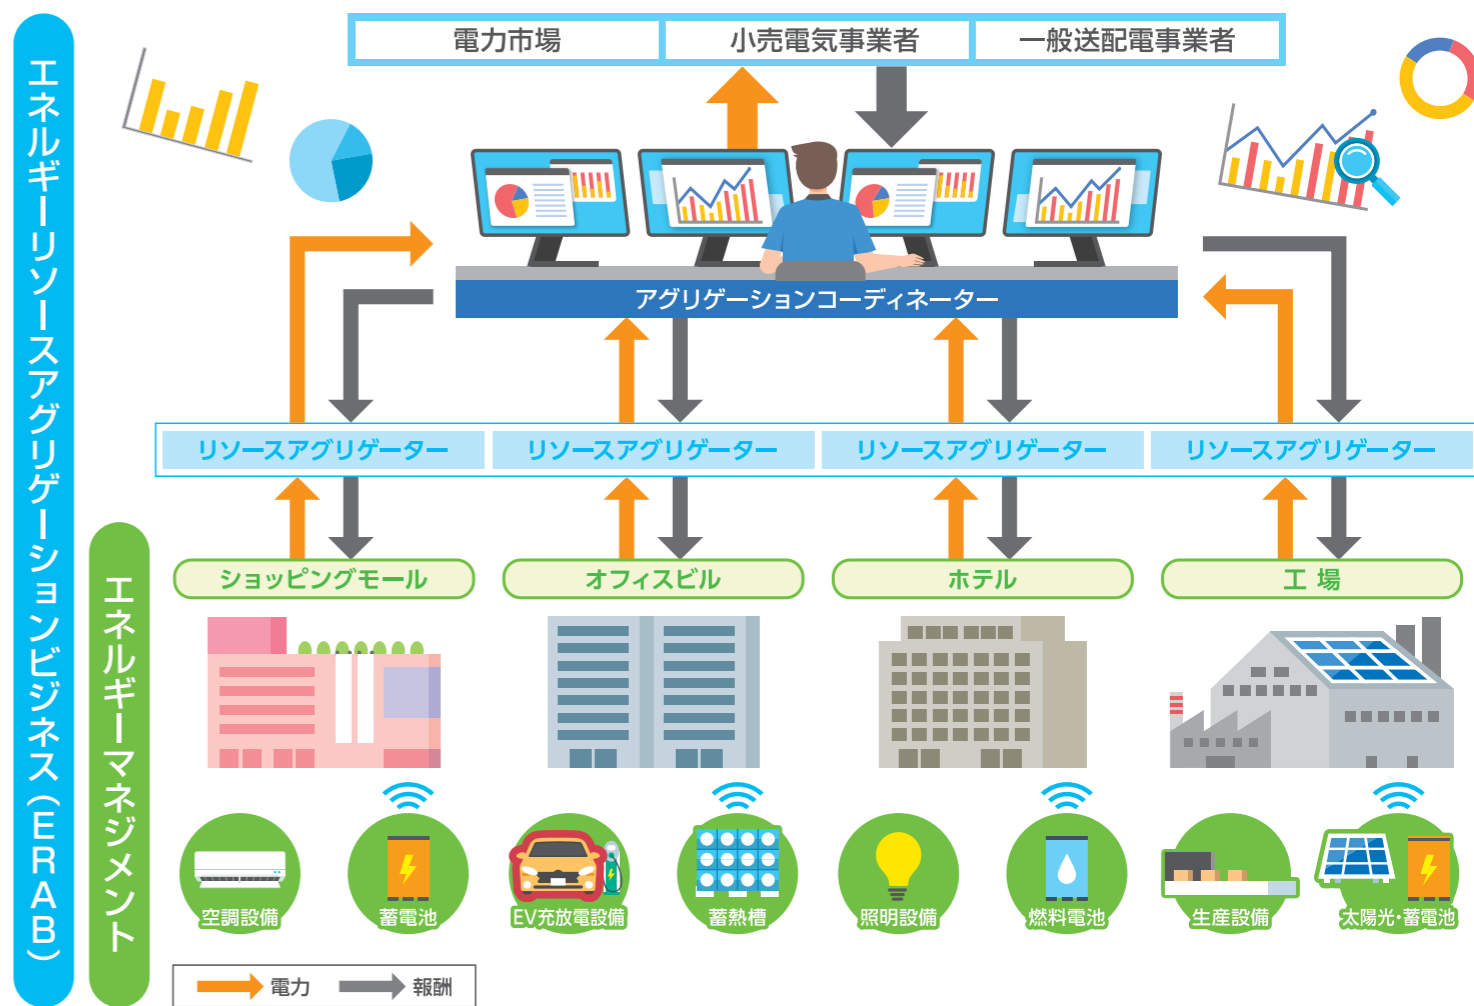 エネルギーリソースアグリゲーションビジネス(ERAB)
エネルギーマネジメント
電力市場
小売電気事業者
一般送配電事業者
アグリゲーションコーディネーター
リソースアグリゲーター
リソースアグリゲーター
リソースアグリゲーター
リソースアグリゲーター
ショッピングモール
オフィスビル
ホテル
工場
空調設備
蓄電池
EV充放電設備
蓄熱槽
照明設備
燃料電池
生産設備
太陽光・蓄電池
電力
報酬